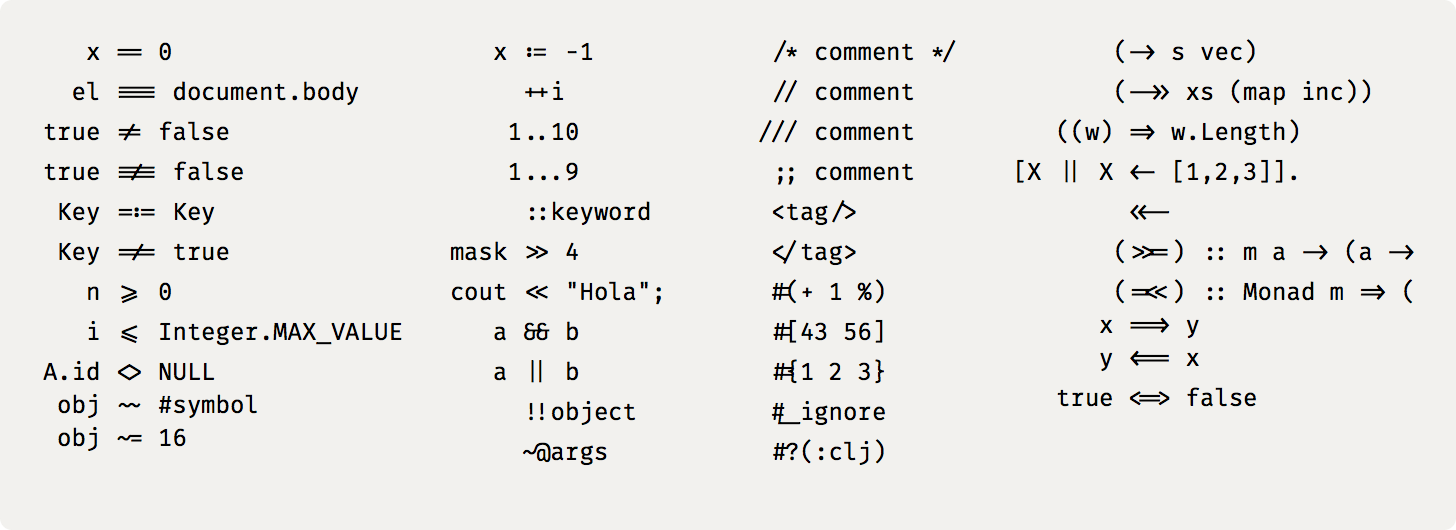 x == 0
el === document.body
true != false
true !== false
Key =:= Key
Key =/= true
n >= 0
i <= Integer.MAX_VALUE
A.id <> NULL
obj ~~ #symbol
obj ~= 16
x := -1
++i
1..10
1...9
::keyword
mask >> 4
cout << "Hola";
a && b
a || b
!!object
~@args
/* comment */
// comment
/// comment
;; comment
<tag/>
</tag>
#(+ 1 %)
#[43 56]
#{1 2 3}
#_ignore
#?(:clj)
(-> s vec)
(->> xs (map inc))
((w) => w.Length)
[X || X <- [1,2,3]].
<<-
(>>=) :: m a -> (a ->
(=<<) :: Monad m => (
x ==> y
y <== x
true <=> false